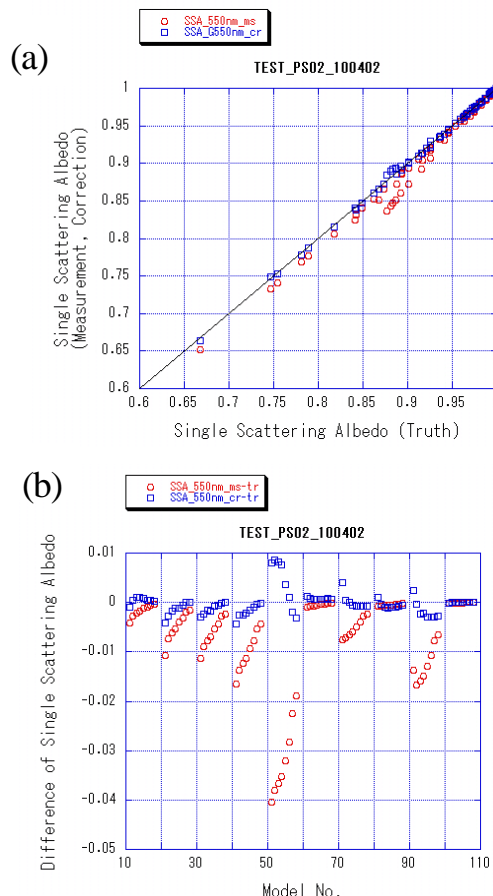 SSA_550nm_ms
SSA_G550nm_cr
(a)
TEST_PS02_100402
Single Scattering Albedo
(Measurement, Correction)
1
0.95
0.9
0.85
0.8
0.75
0.7
0.65
0.6
0.6 0.65 0.7 0.75 0.8 0.85 0.9 0.95
Single Scattering Albedo (Truth)
(b)
SSA_550nm_ms-tr
SSA_550nm_cr-tr
TEST_PS02_100402
Difference of Single Scattering Albedo
0.01
0
-0.01
-0.02
-0.03
-0.04
-0.05
10 30 50 70 90 110
Model No.